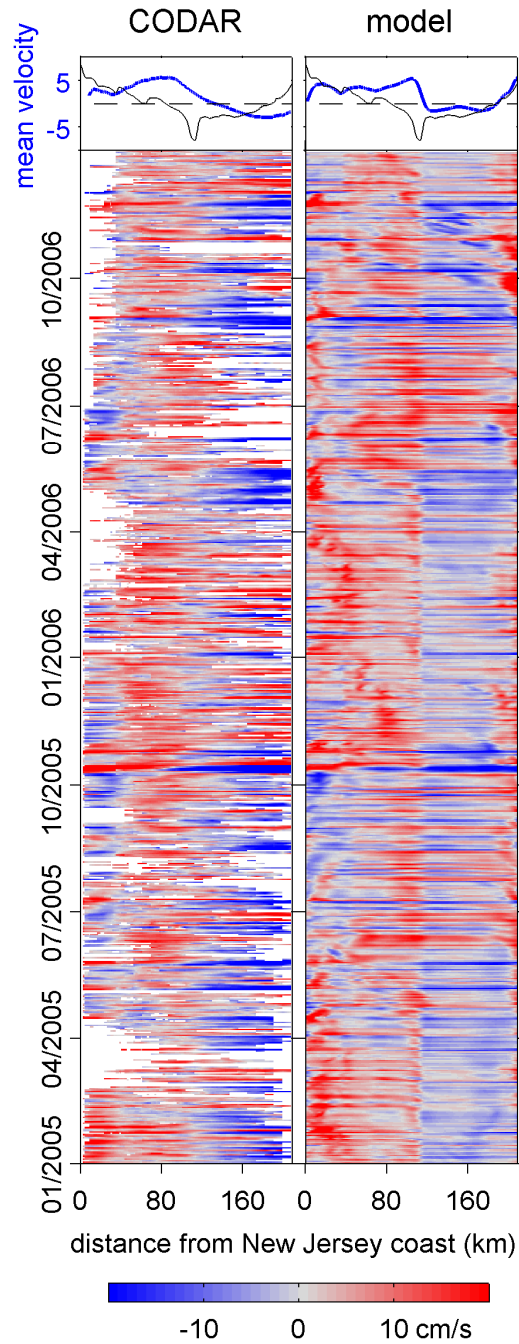 CODAR model
mean velocity
5
-5
10/2006
07/2006
04/2006
01/2006
10/2005
07/2005
04/2005
01/2005
0 80 160 0 80 160
distance from New Jersey coast (km)
-10 0 10 cm/s